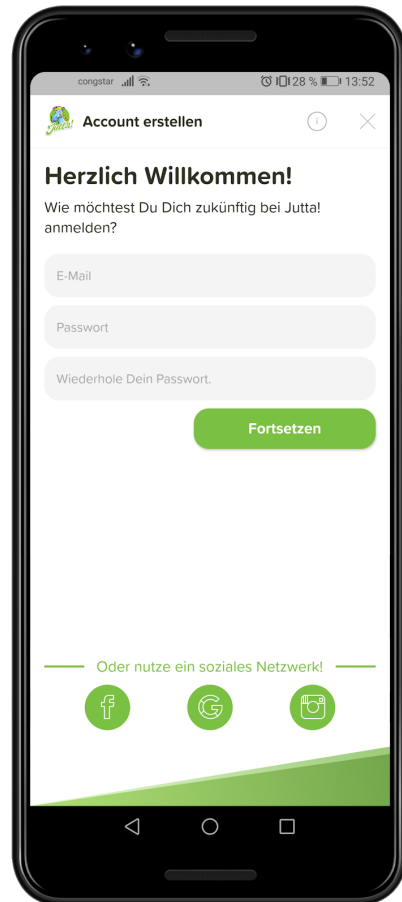 congstar
28 % 13:52
Jutta!
Account erstellen
Herzlich Willkommen!
Wie möchtest Du Dich zukünftig bei Jutta!
anmelden?
E-Mail
Passwort
Wiederhole Dein Passwort.
Fortsetzen
Oder nutze ein soziales Netzwerk!